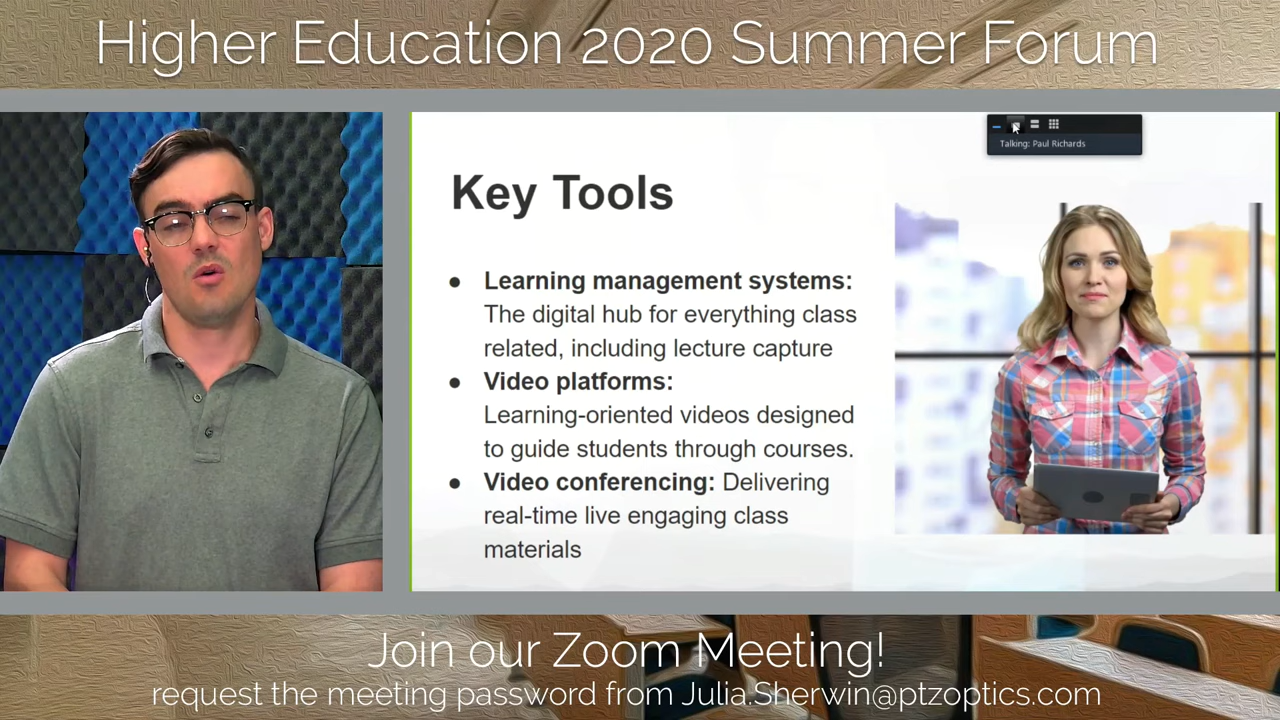 Higher Education 2020 Summer Forum
Talking: Paul Richards
Key Tools
● Learning management systems:
The digital hub for everything class
related, including lecture capture
● Video platforms:
Learning-oriented videos designed
to guide students through courses.
● Video conferencing: Delivering
real-time live engaging class
materials
Join our Zoom Meeting!
request the meeting password from Julia.Sherwin@ptzoptics.com